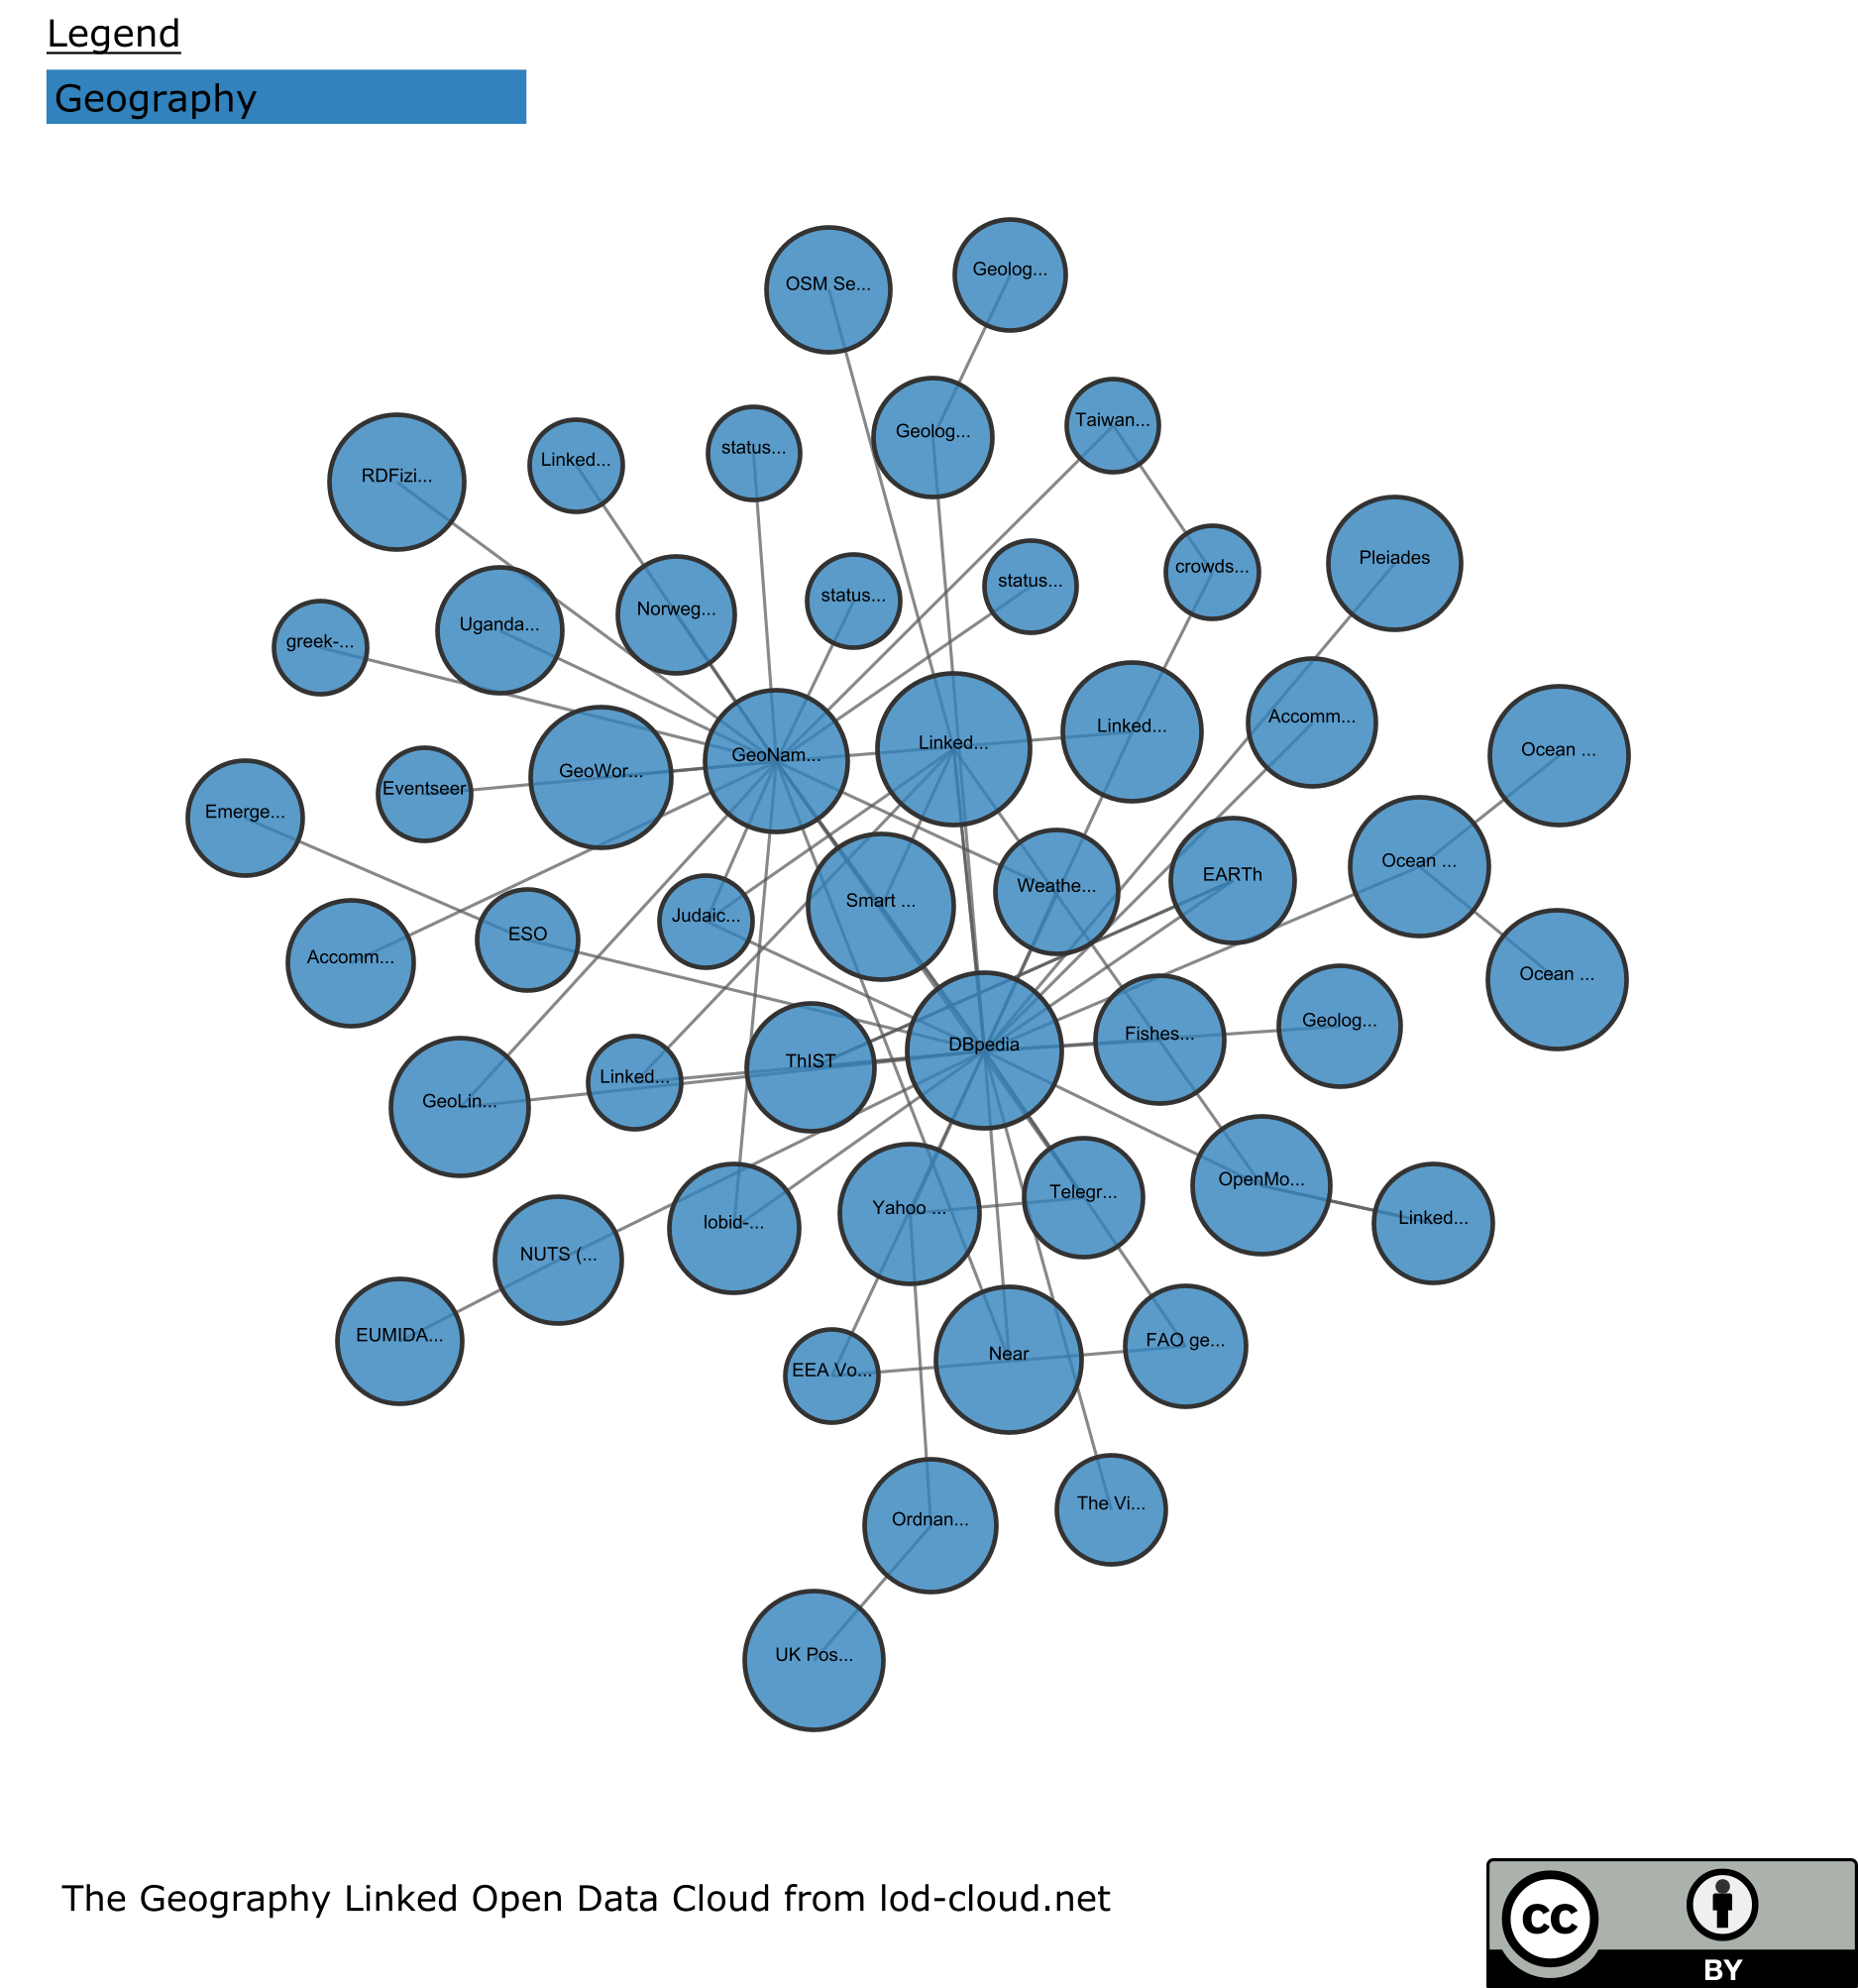 Legend
Geography
OSM Se...
Geolog...
Geolog...
Taiwan...
RDFizi...
Linked...
status...
Pleiades
crowds...
status...
status...
Norweg...
Uganda...
greek-...
Accomm...
Linked...
Linked...
GeoNam...
Ocean ...
GeoWor...
Eventseer
Emerge...
Ocean ...
EARTh
Weathe...
Smart ...
Judaic...
ESO
Accomm...
Ocean ...
Geolog...
Fishes...
DBpedia
ThIST
Linked...
GeoLin...
OpenMo...
Telegr...
Yahoo ...
lobid-...
Linked...
NUTS (...
EUMIDA...
EEA Vo...
Near
FAO ge...
Ordnan...
The Vi...
UK Pos...
The Geography Linked Open Data Cloud from lod-cloud.net
cc
BY